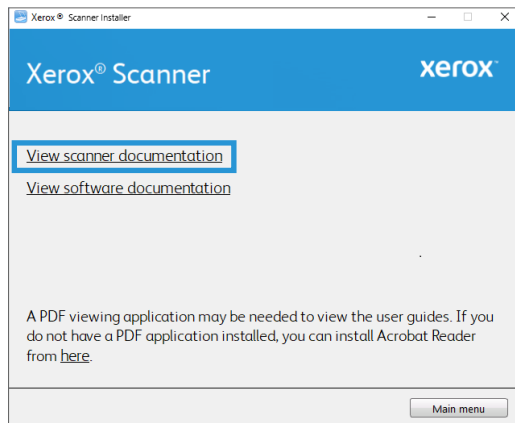 Xerox® Scanner Installer
Xerox® Scanner
xerox™
View scanner documentation
View software documentation
.
A PDF viewing application may be needed to view the user guides. If you
do not have a PDF application installed, you can install Acrobat Reader
from here.
Main menu